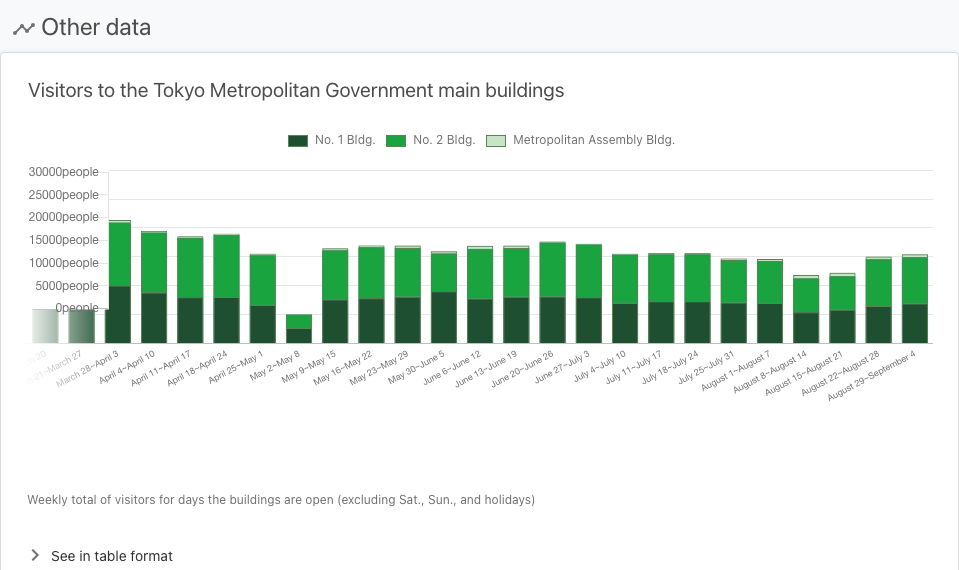 Other data
Visitors to the Tokyo Metropolitan Government main buildings
No. 1 Bldg. No. 2 Bldg. Metropolitan Assembly Bldg.
30000people
25000people
20000people
15000people
10000people
5000people
0people
March 28~April 3
April 4~April 10
April 11~April 17
April 18~April 24
April 25~May 1
May 2~May 8
May 9~May 15
May 16~May 22
May 23~May 29
May 30~June 5
June 6~June 12
June 13~June 19
June 20~June 26
June 27~July 3
July 4~July 10
July 11~July 17
July 18~July 24
July 25~July 31
August 1~August 7
August 8~August 14
August 15~August 21
August 22~August 28
August 29~September 4
Weekly total of visitors for days the buildings are open (excluding Sat., Sun., and holidays)
See in table format